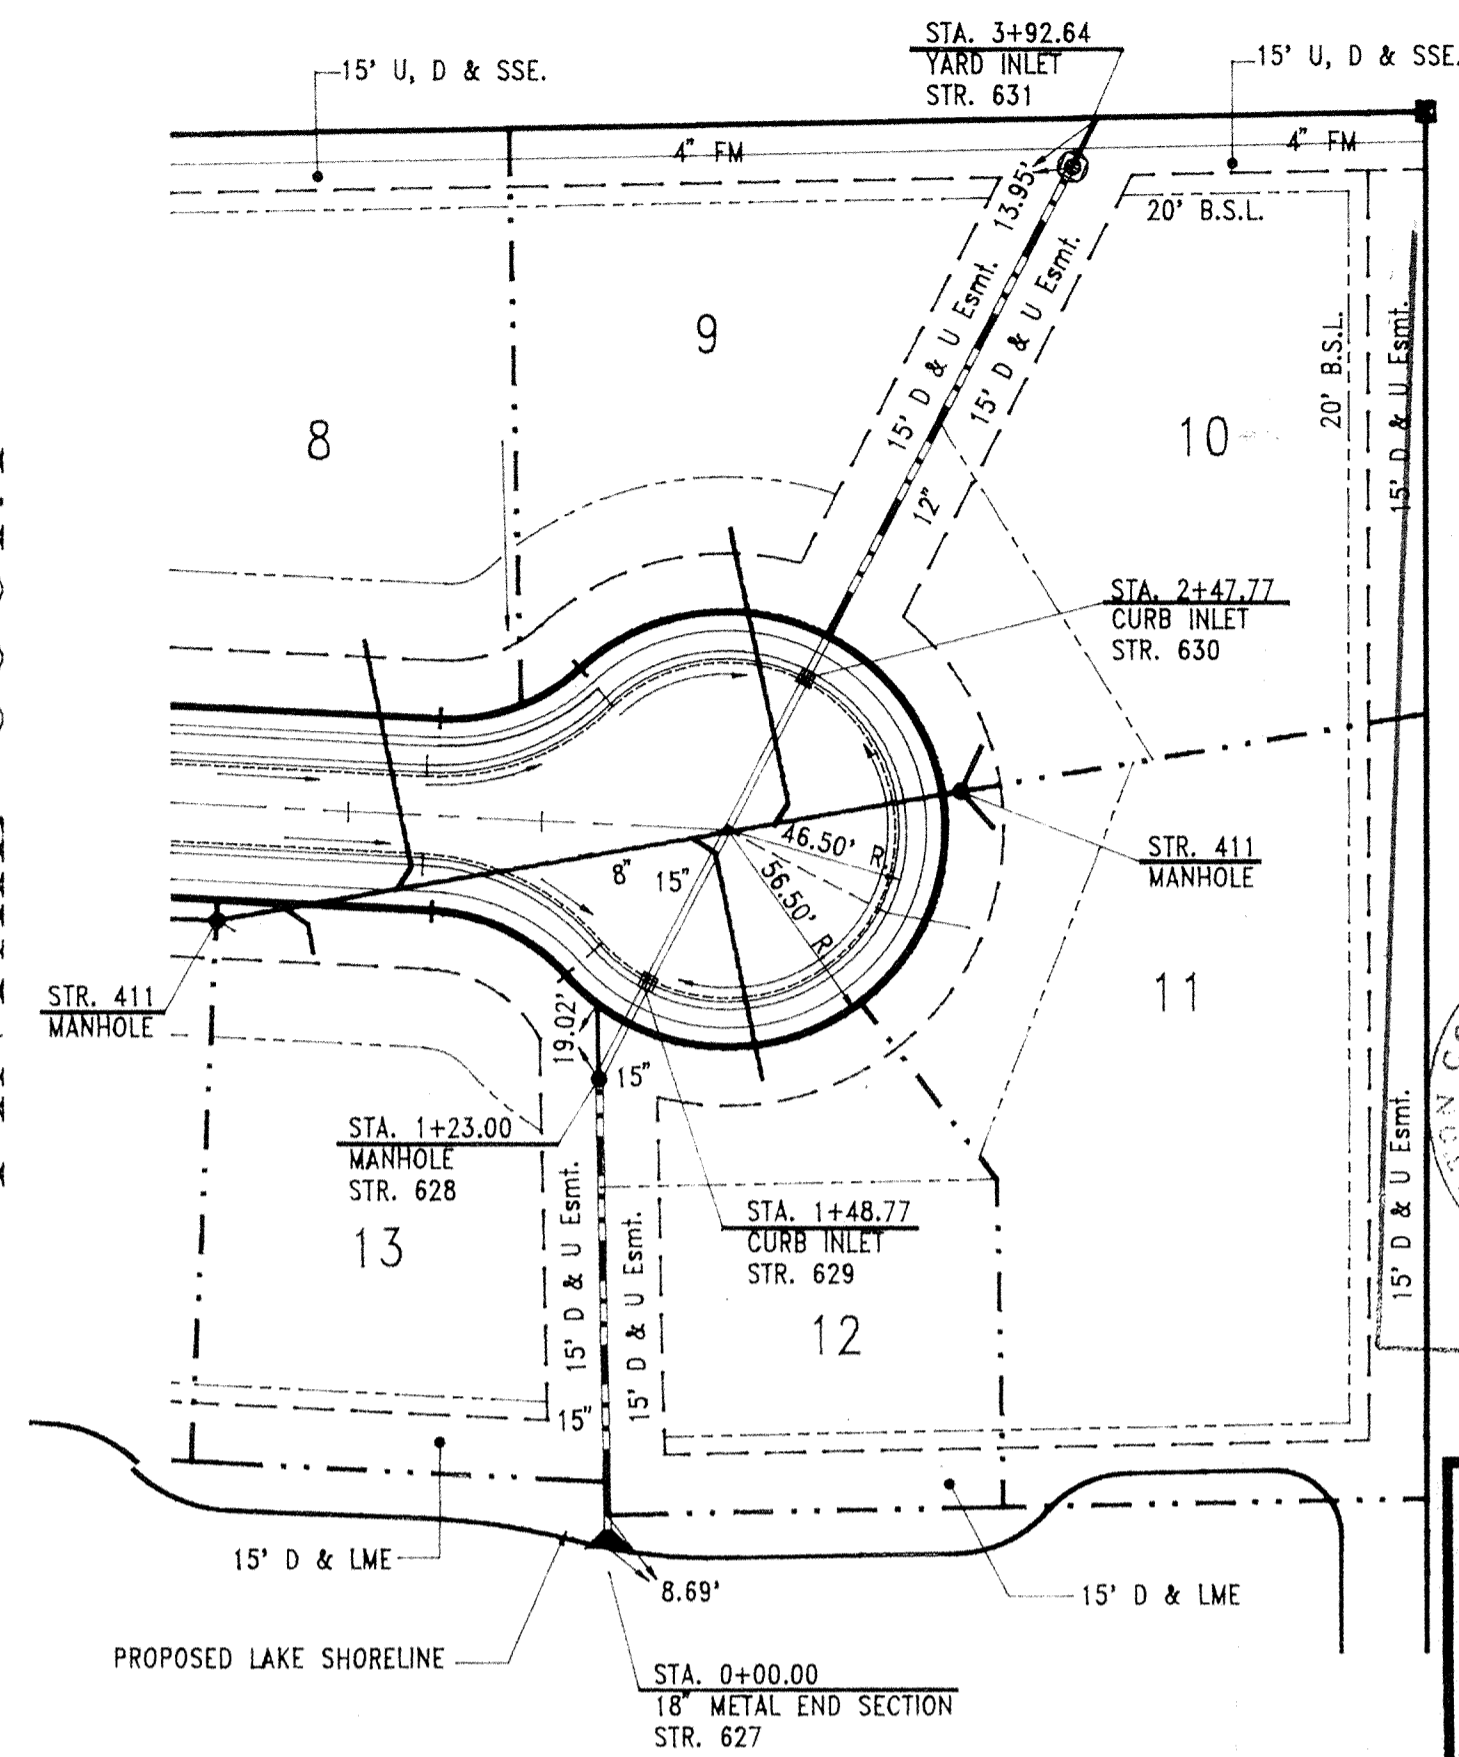 STA. 3+92.64
YARD INLET
STR. 631
15' U, D & SSE.
15' U, D & SSE.
4" FM
4" FM
13.95'
20' B.S.L.
15' D & U Esmt.
15' D & U Esmt.
9
8
10
20' B.S.L.
15' D & U Esmt.
12"
STA. 2+47.77
CURB INLET
STR. 630
46.50' R
56.50' R
8"
15"
STR. 411
MANHOLE
STR. 411
MANHOLE
11
19.02'
15"
STA. 1+23.00
MANHOLE
STR. 628
13
15' D & U Esmt.
15' D & U Esmt.
STA. 1+48.77
CURB INLET
STR. 629
12
15' D & U Esmt.
15"
15' D & LME
8.69'
15' D & LME
PROPOSED LAKE SHORELINE
STA. 0+00.00
18" METAL END SECTION
STR. 627